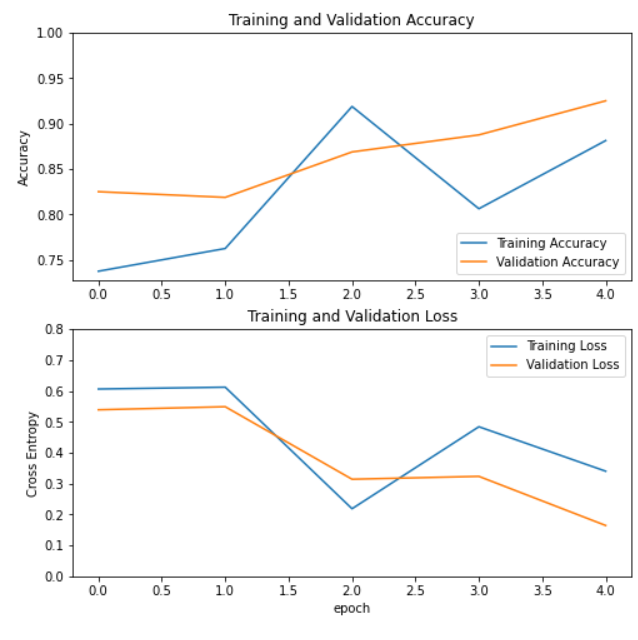 Training and Validation Accuracy
1.00
0.95
0.90
0.85
0.80
0.75
Accuracy
Training Accuracy
Validation Accuracy
0.0 0.5 1.0 1.5 2.0 2.5 3.0 3.5 4.0
Training and Validation Loss
0.8
0.7
0.6
0.5
0.4
0.3
0.2
0.1
0.0
Cross Entropy
Training Loss
Validation Loss
0.0 0.5 1.0 1.5 2.0 2.5 3.0 3.5 4.0
epoch